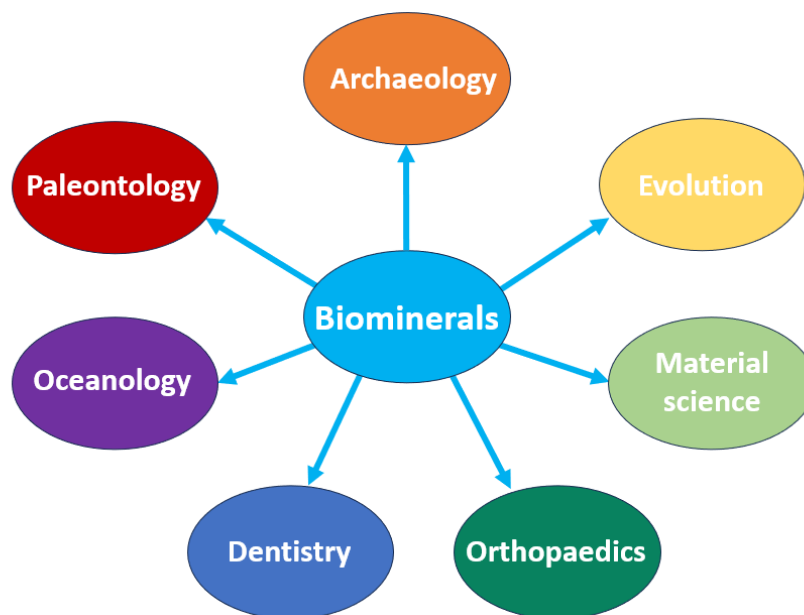 Archaeology
Paleontology
Evolution
Biominerals
Oceanology
Material
science
Dentistry
Orthopaedics